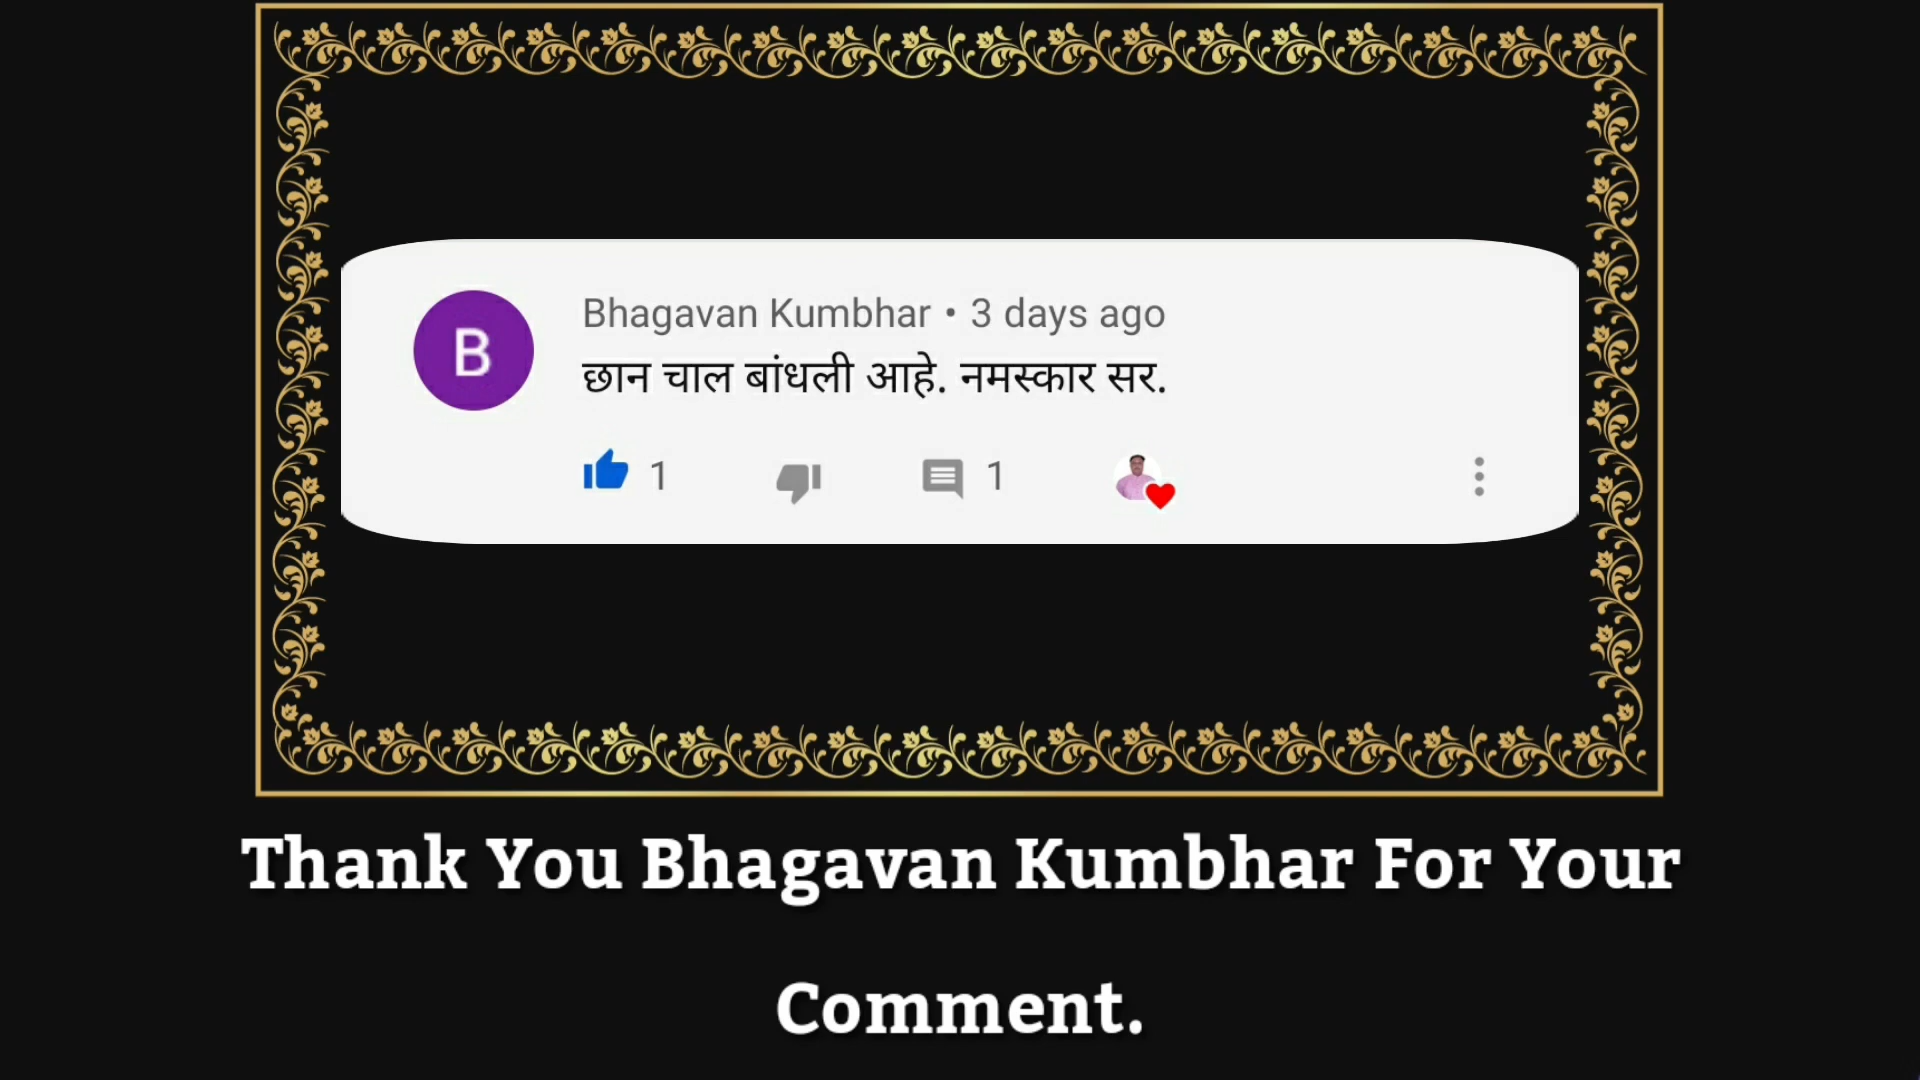 B
Bhagavan Kumbhar • 3 days ago
छान चाल बांधली आहे. नमस्कार सर.
1 1
Thank You Bhagavan Kumbhar For Your
Comment.